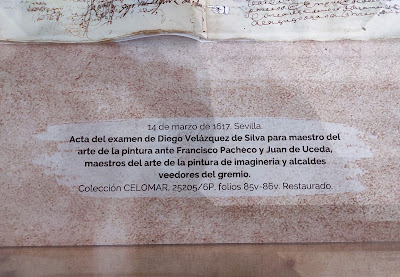 14 de marzo de 1617. Sevilla.
Acta del examen de Diego Velázquez de Silva para maestro del
arte de la pintura ante Francisco Pacheco y Juan de Uceda,
maestros del arte de la pintura de imaginería y alcaldes
veedores del gremio.
Colección CELOMAR, 25205/6P, folios 85v-86v. Restaurado.